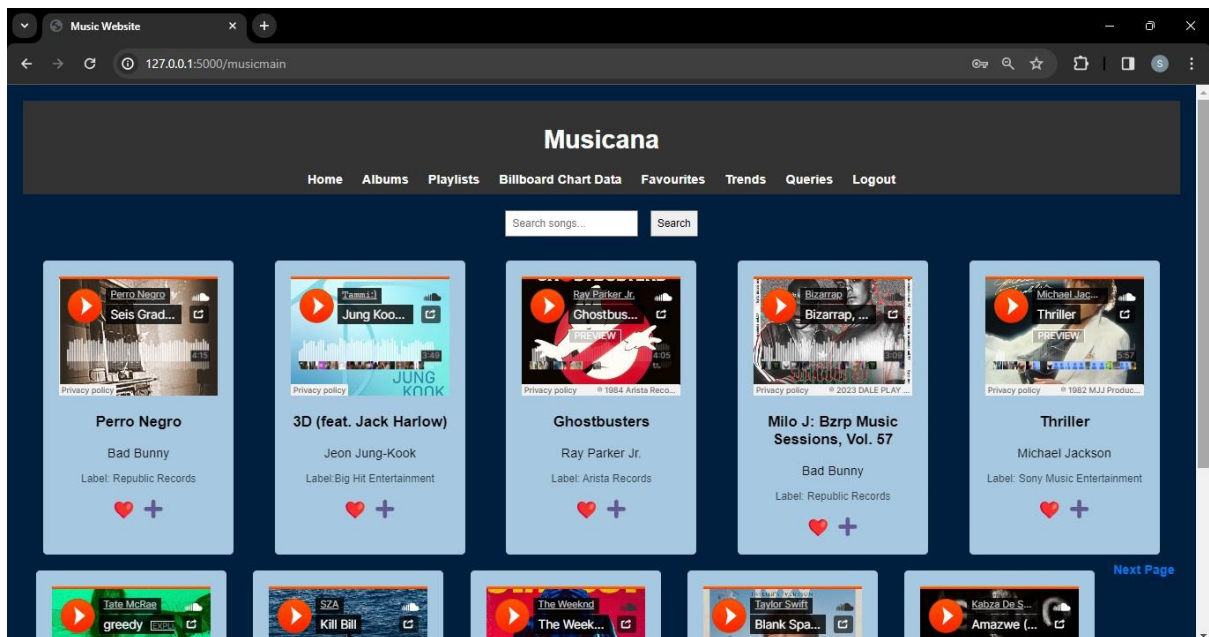 Music Website
127.0.0.1:5000/musicmain
S
Musicana
Home Albums Playlists Billboard Chart Data Favourites Trends Queries Logout
Search songs... Search
Perro Negro
Seis Grad...
4:15
Privacy policy
Perro Negro
Bad Bunny
Label: Republic Records
Tammi:)
Jung Koo...
3:49
JUNG
KOOK
Privacy policy
3D (feat. Jack Harlow)
Jeon Jung-Kook
Label:Big Hit Entertainment
Ray Parker Jr.
Ghostbus...
PREVIEW
4:05
Privacy policy ℗ 1984 Arista Reco...
Ghostbusters
Ray Parker Jr.
Label: Arista Records
Bizarrap
Bizarrap, ...
3:09
Privacy policy ℗ 2023 DALE PLAY ...
Milo J: Bzrp Music
Sessions, Vol. 57
Bad Bunny
Label: Republic Records
Michael Jac...
Thriller
PREVIEW
5:57
Privacy policy ℗ 1982 MJJ Produc...
Thriller
Michael Jackson
Label: Sony Music Entertainment
Next Page
Tate McRae
greedy EXPLI
SZA
Kill Bill
The Weeknd
The Week...
Taylor Swift
Blank Spa...
Kabza De S...
Amazwe (...